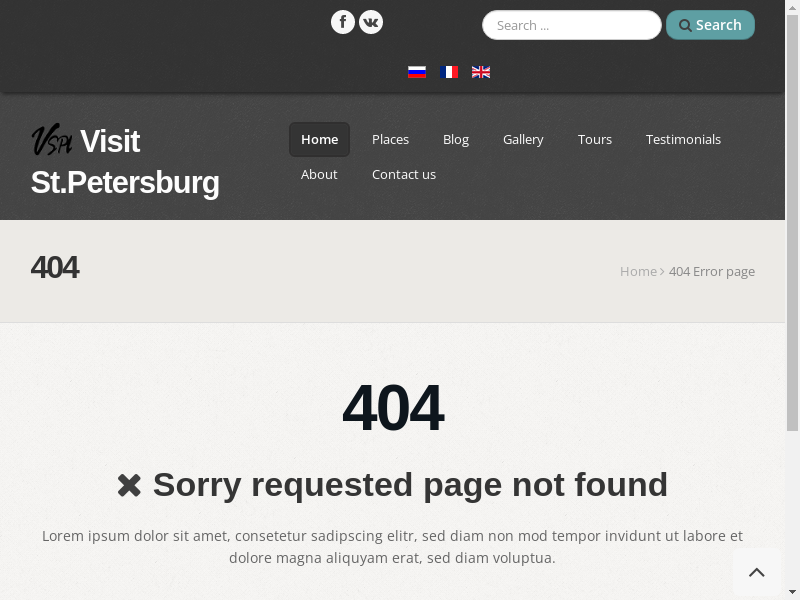 Search ...
Search
Vspb Visit
St.Petersburg
Home
Places
Blog
Gallery
Tours
Testimonials
About
Contact us
404
Home > 404 Error page
404
Sorry requested page not found
Lorem ipsum dolor sit amet, consetetur sadipscing elitr, sed diam non mod tempor invidunt ut labore et
dolore magna aliquyam erat, sed diam voluptua.